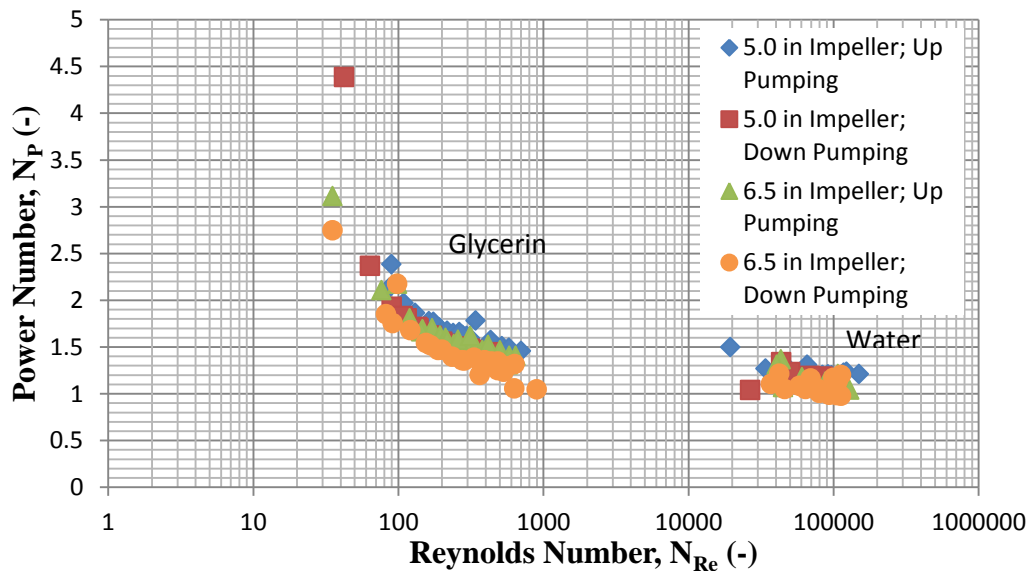 5
4.5
4
3.5
3
2.5
2
1.5
1
0.5
0
Power Number, NP (-)
5.0 in Impeller; Up
Pumping
5.0 in Impeller;
Down Pumping
6.5 in Impeller; Up
Pumping
6.5 in Impeller;
Down Pumping
Glycerin
Water
1 10 100 1000 10000 100000 1000000
Reynolds Number, NRe (-)